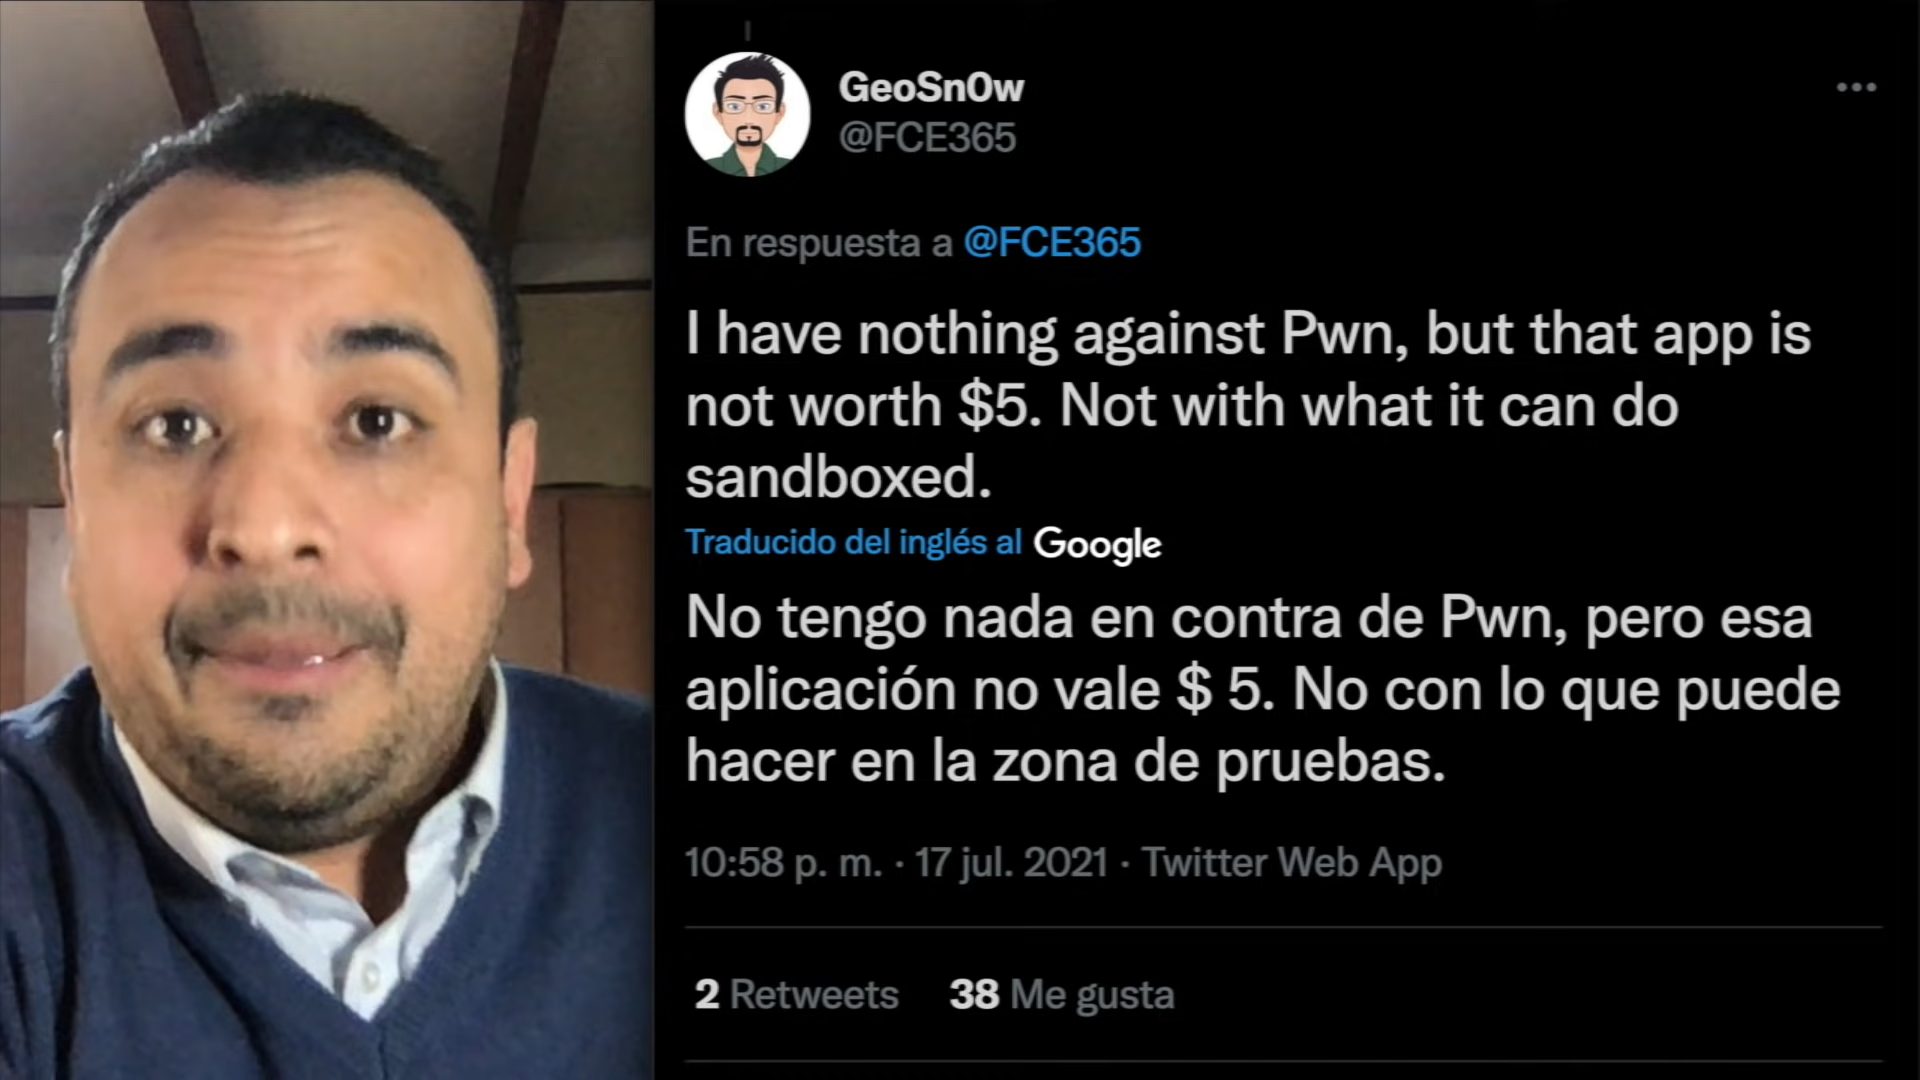 GeoSn0w
@FCE365
En respuesta a @FCE365
I have nothing against Pwn, but that app is
not worth $5. Not with what it can do
sandboxed.
Traducido del inglés al Google
No tengo nada en contra de Pwn, pero esa
aplicación no vale $ 5. No con lo que puede
hacer en la zona de pruebas.
10:58 p. m. · 17 jul. 2021 · Twitter Web App
2 Retweets 38 Me gusta